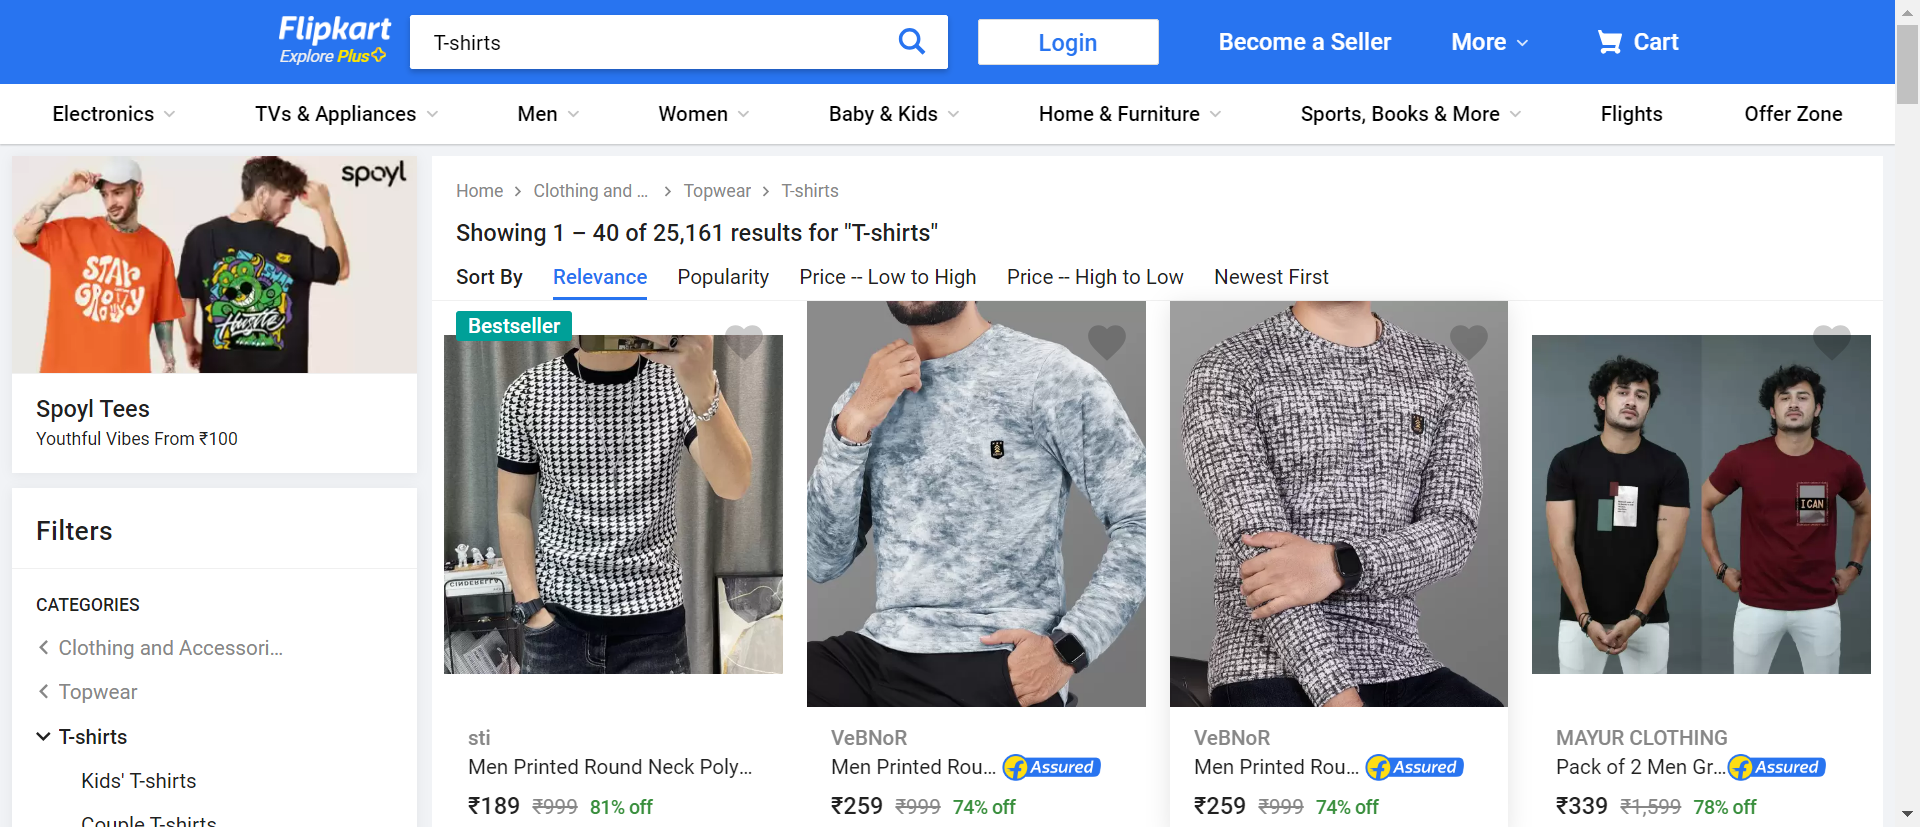 Flipkart
Explore Plus
T-shirts
Login
Become a Seller
More
Cart
Electronics
TVs & Appliances
Men
Women
Baby & Kids
Home & Furniture
Sports, Books & More
Flights
Offer Zone
spoyl
STAY
GROOVY
Hustle
Spoyl Tees
Youthful Vibes From ₹100
Filters
CATEGORIES
Clothing and Accessori...
Topwear
T-shirts
Kids' T-shirts
Couple T-shirts
Home
Clothing and ...
Topwear
T-shirts
Showing 1 – 40 of 25,161 results for "T-shirts"
Sort By
Relevance
Popularity
Price -- Low to High
Price -- High to Low
Newest First
Bestseller
CINDERELLA
sti
Men Printed Round Neck Poly...
₹189 ₹999 81% off
VeBNoR
Men Printed Rou... Assured
₹259 ₹999 74% off
VeBNoR
Men Printed Rou... Assured
₹259 ₹999 74% off
I CAN
MAYUR CLOTHING
Pack of 2 Men Gr... Assured
₹339 ₹1,599 78% off